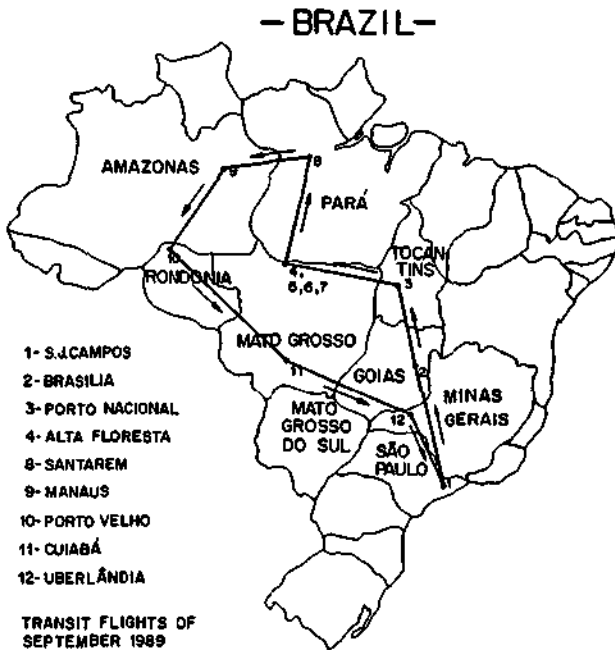 -BRAZIL-
AMAZONAS
9
8
PARÁ
10
RONDONIA
4,
5,6,7
TOCAN
TINS
3
MATO GROSSO
11
GOIAS
2
MINAS
GERAIS
MATO
GROSSO
DO SUL
12
SÃO
PAULO
1
1- S.J.CAMPOS
2- BRASILIA
3- PORTO NACIONAL
4- ALTA FLORESTA
8- SANTAREM
9- MANAUS
10- PORTO VELHO
11- CUIABÁ
12- UBERLÂNDIA
TRANSIT FLIGHTS OF
SEPTEMBER 1989